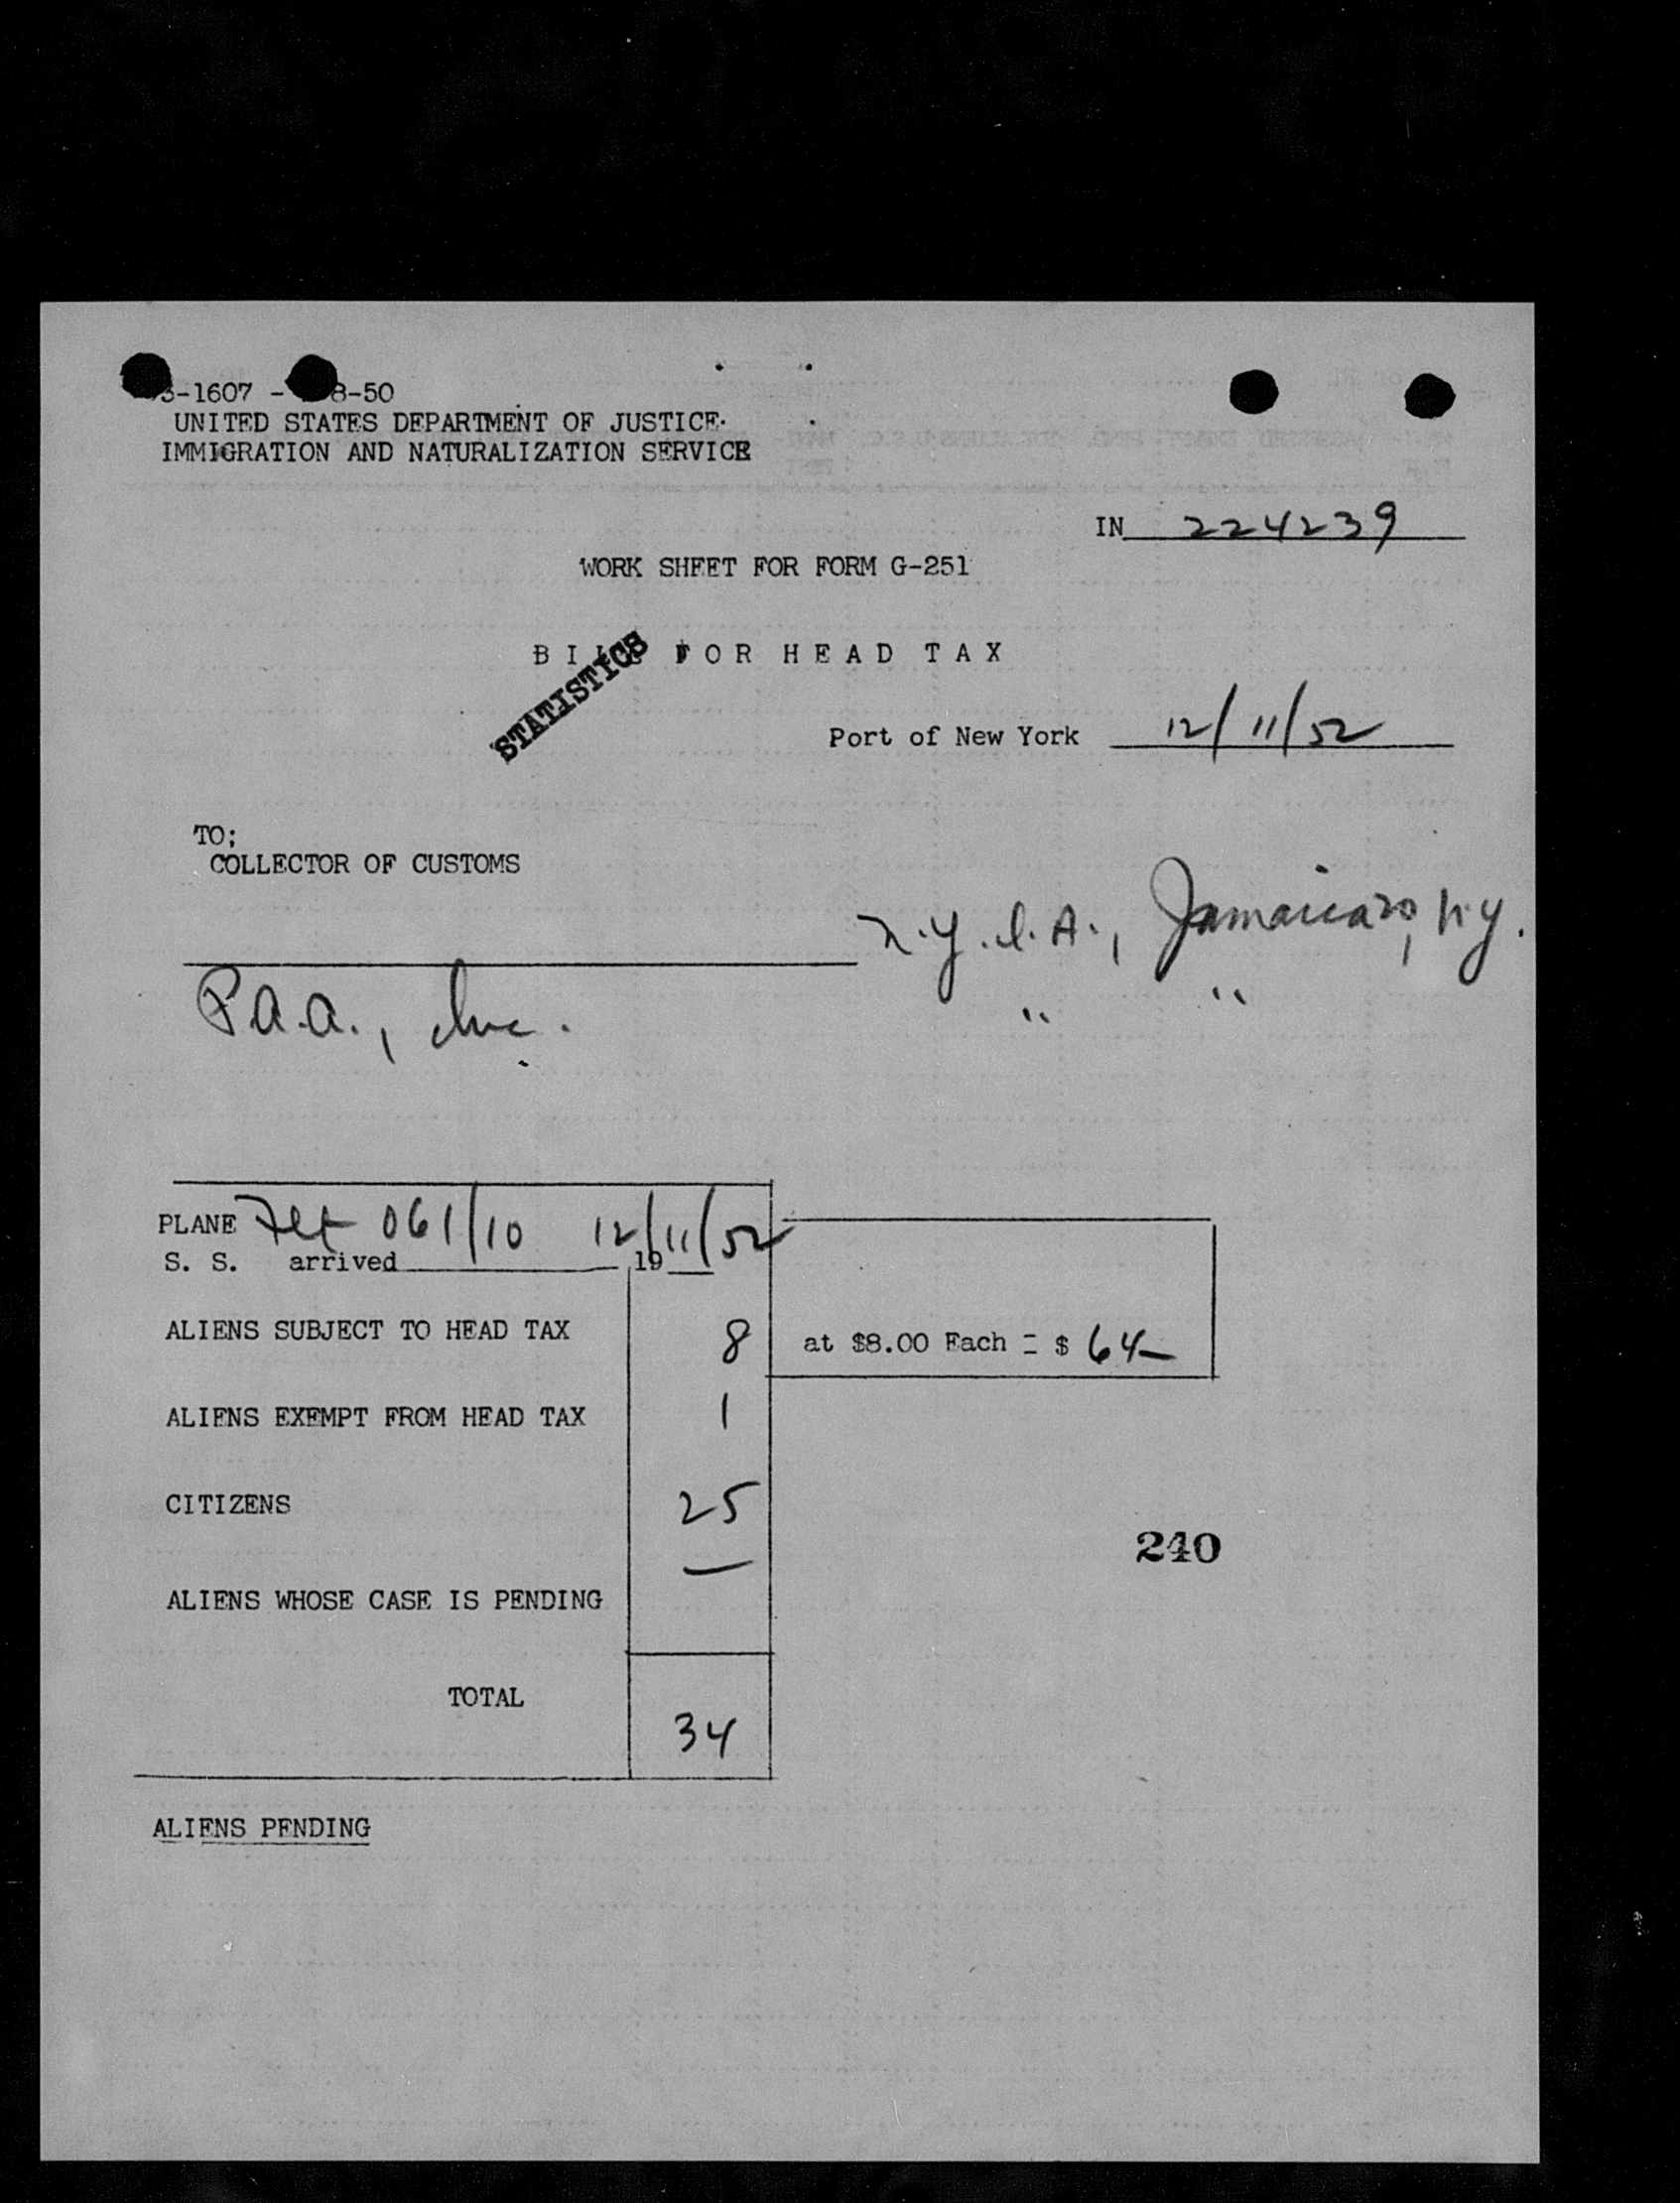 -1607 - 8-50
UNITED STATES DEPARTMENT OF JUSTICE
IMMIGRATION AND NATURALIZATION SERVICE
IN 224239
WORK SHEET FOR FORM G-251
BILL FOR HEAD TAX
STATISTICS
Port of New York 12/11/52
TO;
COLLECTOR OF CUSTOMS
N.Y.I.A., Jamaica 30, N.Y.
P.A.A., Inc. " "
PLANE Flt 061/10 12/11/52
S. S. arrived 19
ALIENS SUBJECT TO HEAD TAX 8 at $8.00 Each = $ 64-
ALIENS EXEMPT FROM HEAD TAX 1
CITIZENS 25
—
ALIENS WHOSE CASE IS PENDING
240
TOTAL 34
ALIENS PENDING